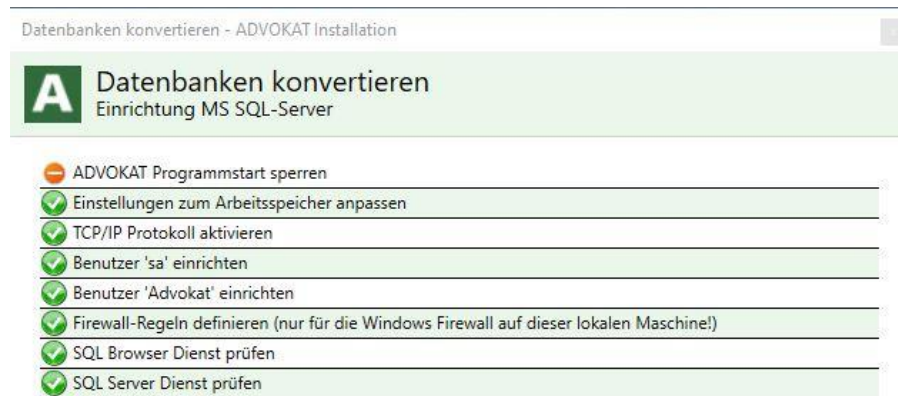 Datenbanken konvertieren - ADVOKAT Installation
A
Datenbanken konvertieren
Einrichtung MS SQL-Server
ADVOKAT Programmstart sperren
Einstellungen zum Arbeitsspeicher anpassen
TCP/IP Protokoll aktivieren
Benutzer 'sa' einrichten
Benutzer 'Advokat' einrichten
Firewall-Regeln definieren (nur für die Windows Firewall auf dieser lokalen Maschine!)
SQL Browser Dienst prüfen
SQL Server Dienst prüfen